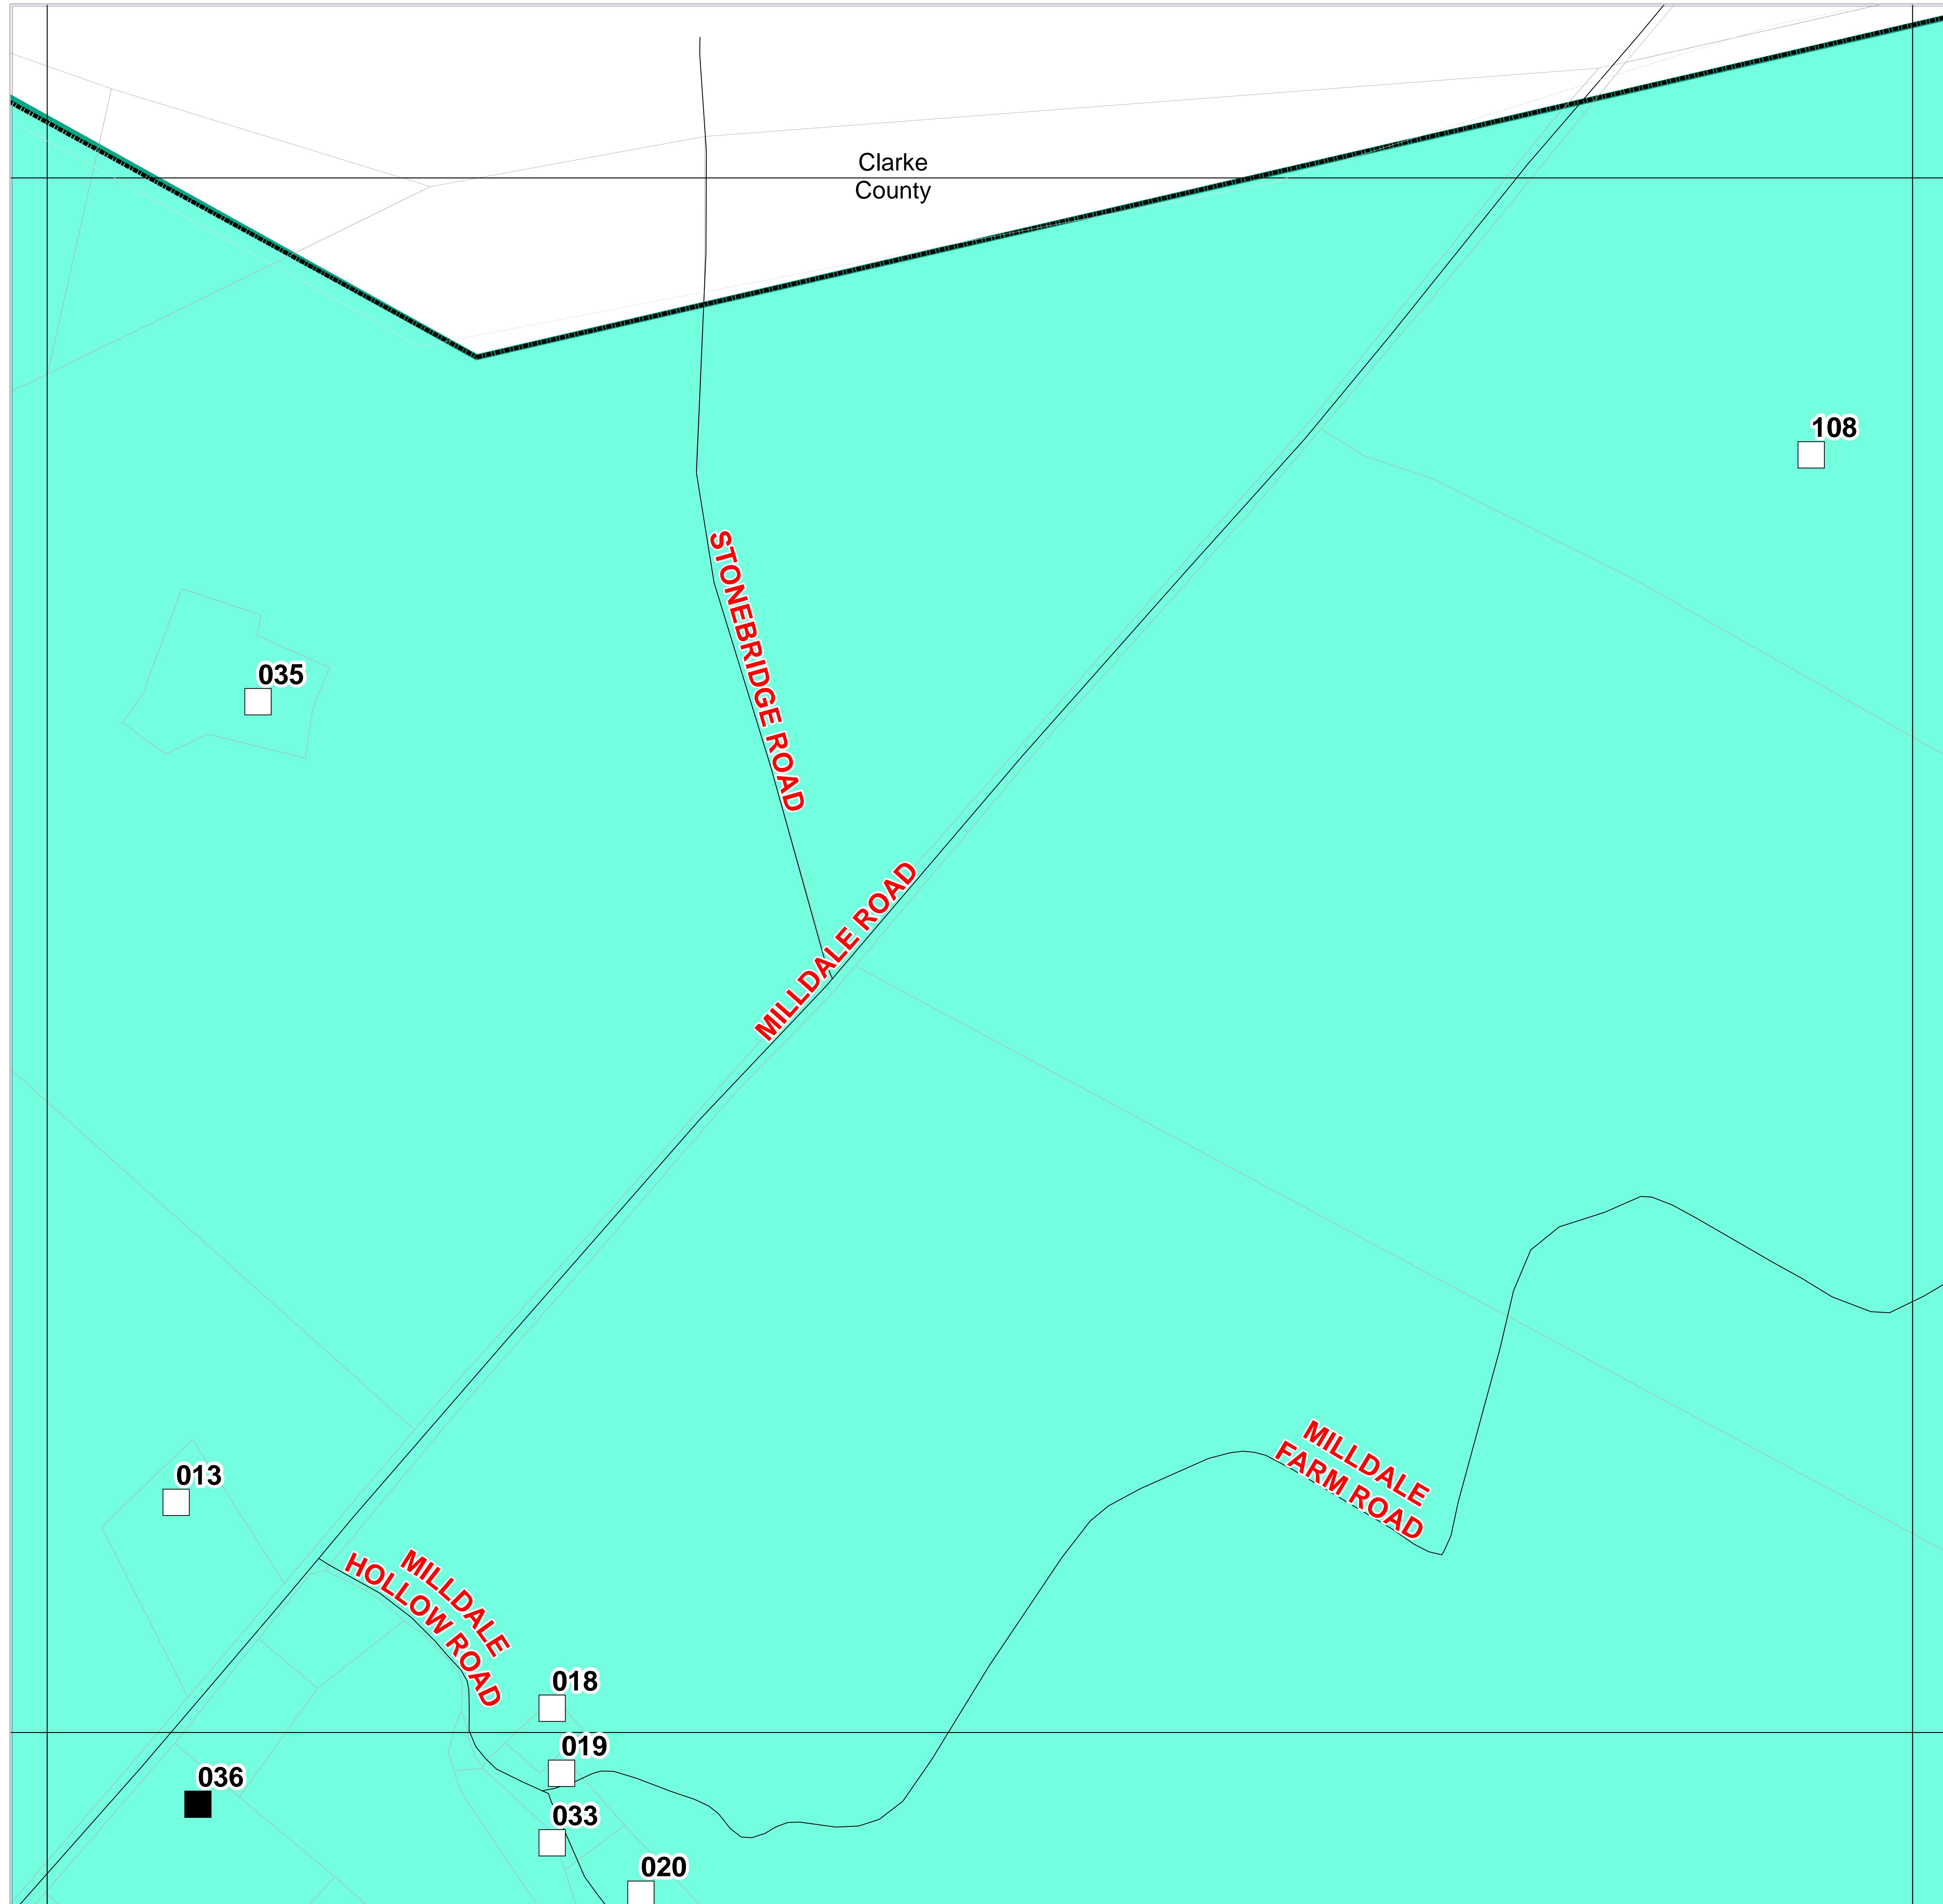 Clarke
County
108
STONEBRIDGE ROAD
035
MILLDALE ROAD
MILLDALE
FARM ROAD
013
MILLDALE
HOLLOW ROAD
018
019
036
033
020